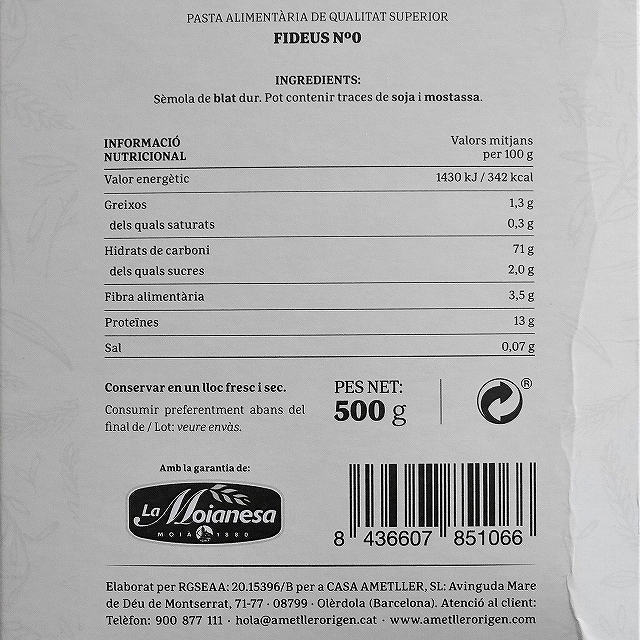 PASTA ALIMENTÀRIA DE QUALITAT SUPERIOR
FIDEUS Nº0
INGREDIENTS:
Sèmola de blat dur. Pot contenir traces de soja i mostassa.
INFORMACIÓ
NUTRICIONAL
Valors mitjans
per 100 g
Valor energètic 1430 kJ / 342 kcal
Greixos 1,3 g
dels quals saturats 0,3 g
Hidrats de carboni 71 g
dels quals sucres 2,0 g
Fibra alimentària 3,5 g
Proteïnes 13 g
Sal 0,07 g
Conservar en un lloc fresc i sec.
Consumir preferentment abans del
final de / Lot: veure envàs.
PES NET:
500 g
®
Amb la garantia de:
La Moianesa
MOIÀ 1880
8 436607 851066
Elaborat per RGSEAA: 20.15396/B per a CASA AMETLLER, SL: Avinguda Mare
de Déu de Montserrat, 71-77 · 08799 · Olèrdola (Barcelona). Atenció al client:
Telèfon: 900 877 111 · hola@ametllerorigen.cat · www.ametllerorigen.com